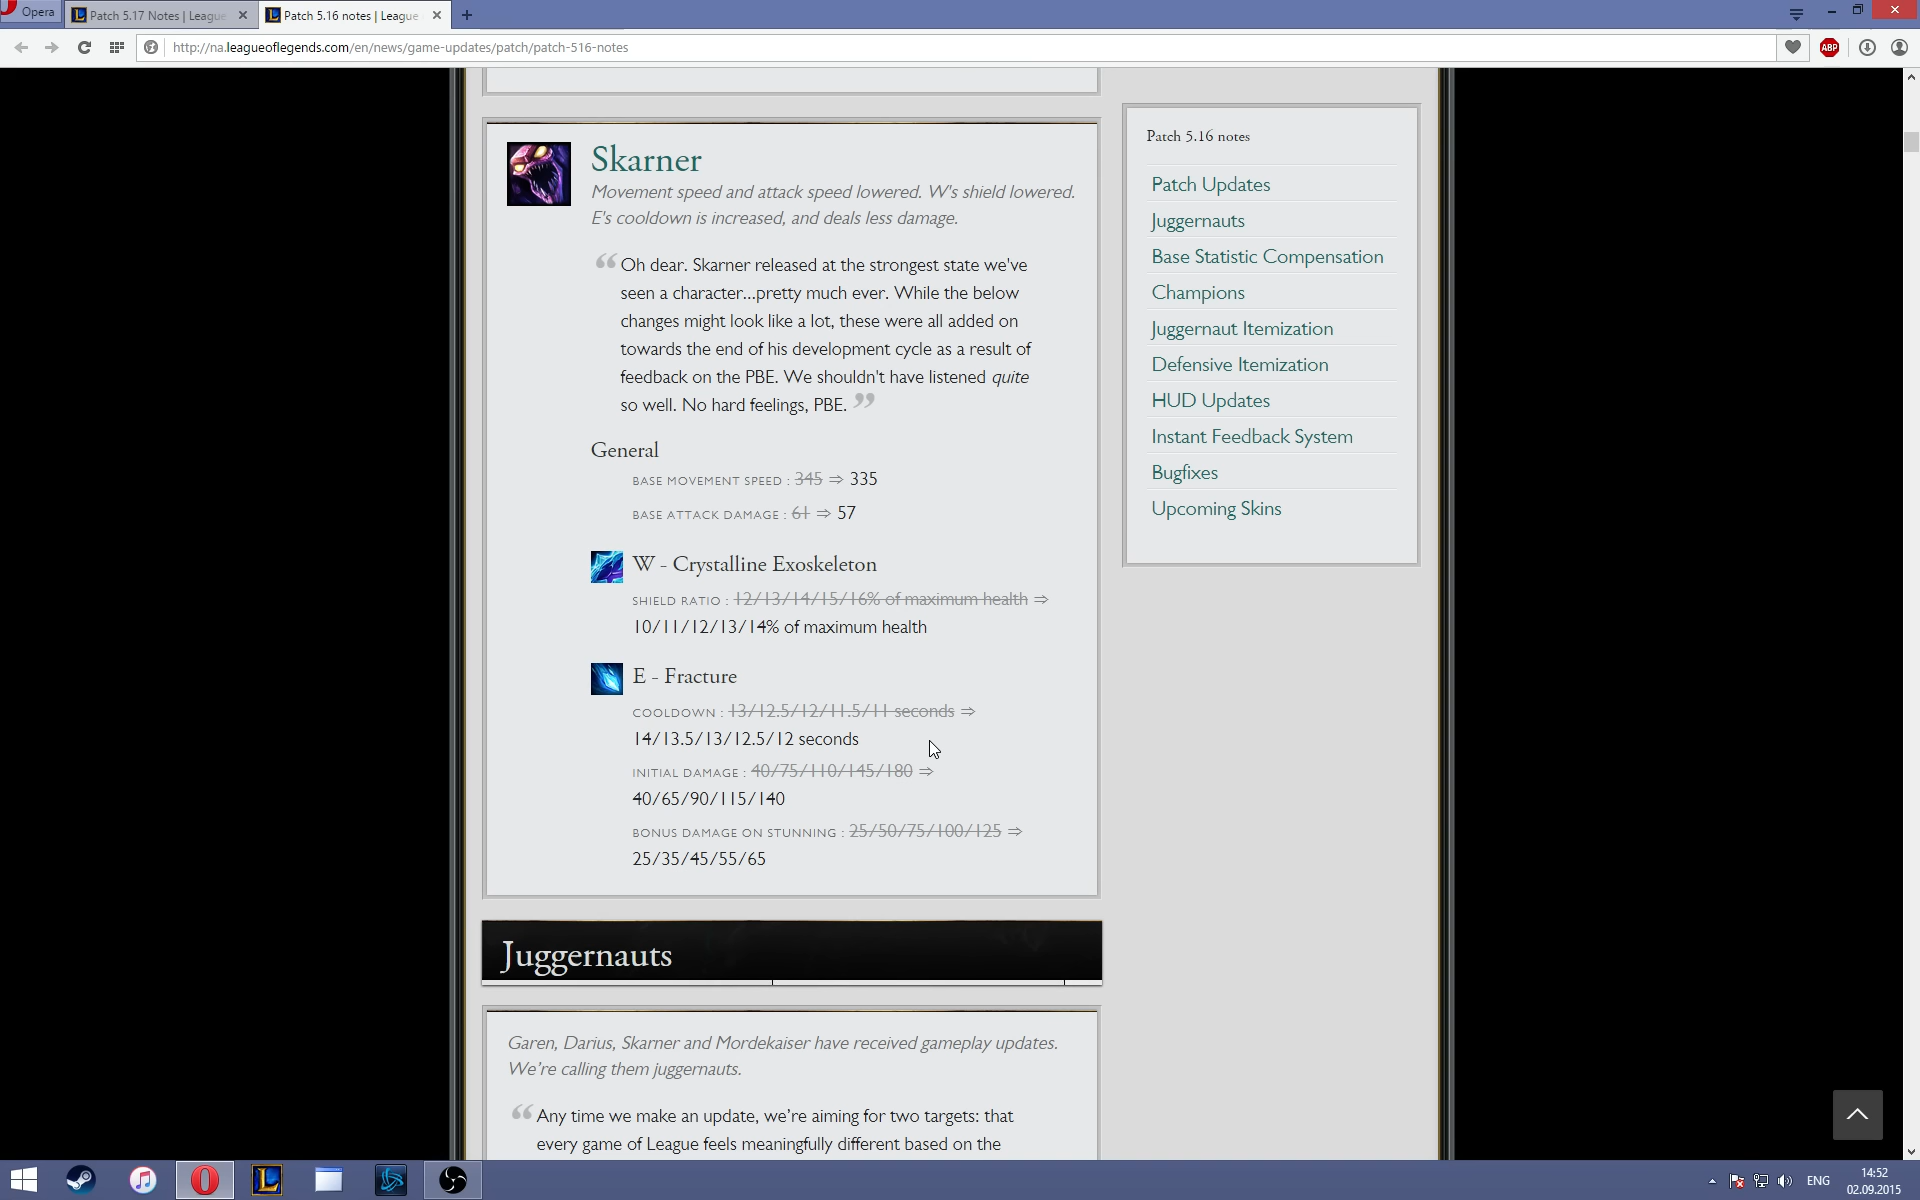 Opera
Patch 5.17 Notes | League
Patch 5.16 notes | League
http://na.leagueoflegends.com/en/news/game-updates/patch/patch-516-notes
ABP
Skarner
Movement speed and attack speed lowered. W's shield lowered.
E's cooldown is increased, and deals less damage.
“ Oh dear. Skarner released at the strongest state we've
seen a character...pretty much ever. While the below
changes might look like a lot, these were all added on
towards the end of his development cycle as a result of
feedback on the PBE. We shouldn't have listened quite
so well. No hard feelings, PBE. ”
General
BASE MOVEMENT SPEED : 345 ⇒ 335
BASE ATTACK DAMAGE : 61 ⇒ 57
W - Crystalline Exoskeleton
SHIELD RATIO : 12/13/14/15/16% of maximum health ⇒
10/11/12/13/14% of maximum health
E - Fracture
COOLDOWN : 13/12.5/12/11.5/11 seconds ⇒
14/13.5/13/12.5/12 seconds
INITIAL DAMAGE : 40/75/110/145/180 ⇒
40/65/90/115/140
BONUS DAMAGE ON STUNNING : 25/50/75/100/125 ⇒
25/35/45/55/65
Juggernauts
Garen, Darius, Skarner and Mordekaiser have received gameplay updates.
We're calling them juggernauts.
“ Any time we make an update, we're aiming for two targets: that
every game of League feels meaningfully different based on the
Patch 5.16 notes
Patch Updates
Juggernauts
Base Statistic Compensation
Champions
Juggernaut Itemization
Defensive Itemization
HUD Updates
Instant Feedback System
Bugfixes
Upcoming Skins
ENG
14:52
02.09.2015